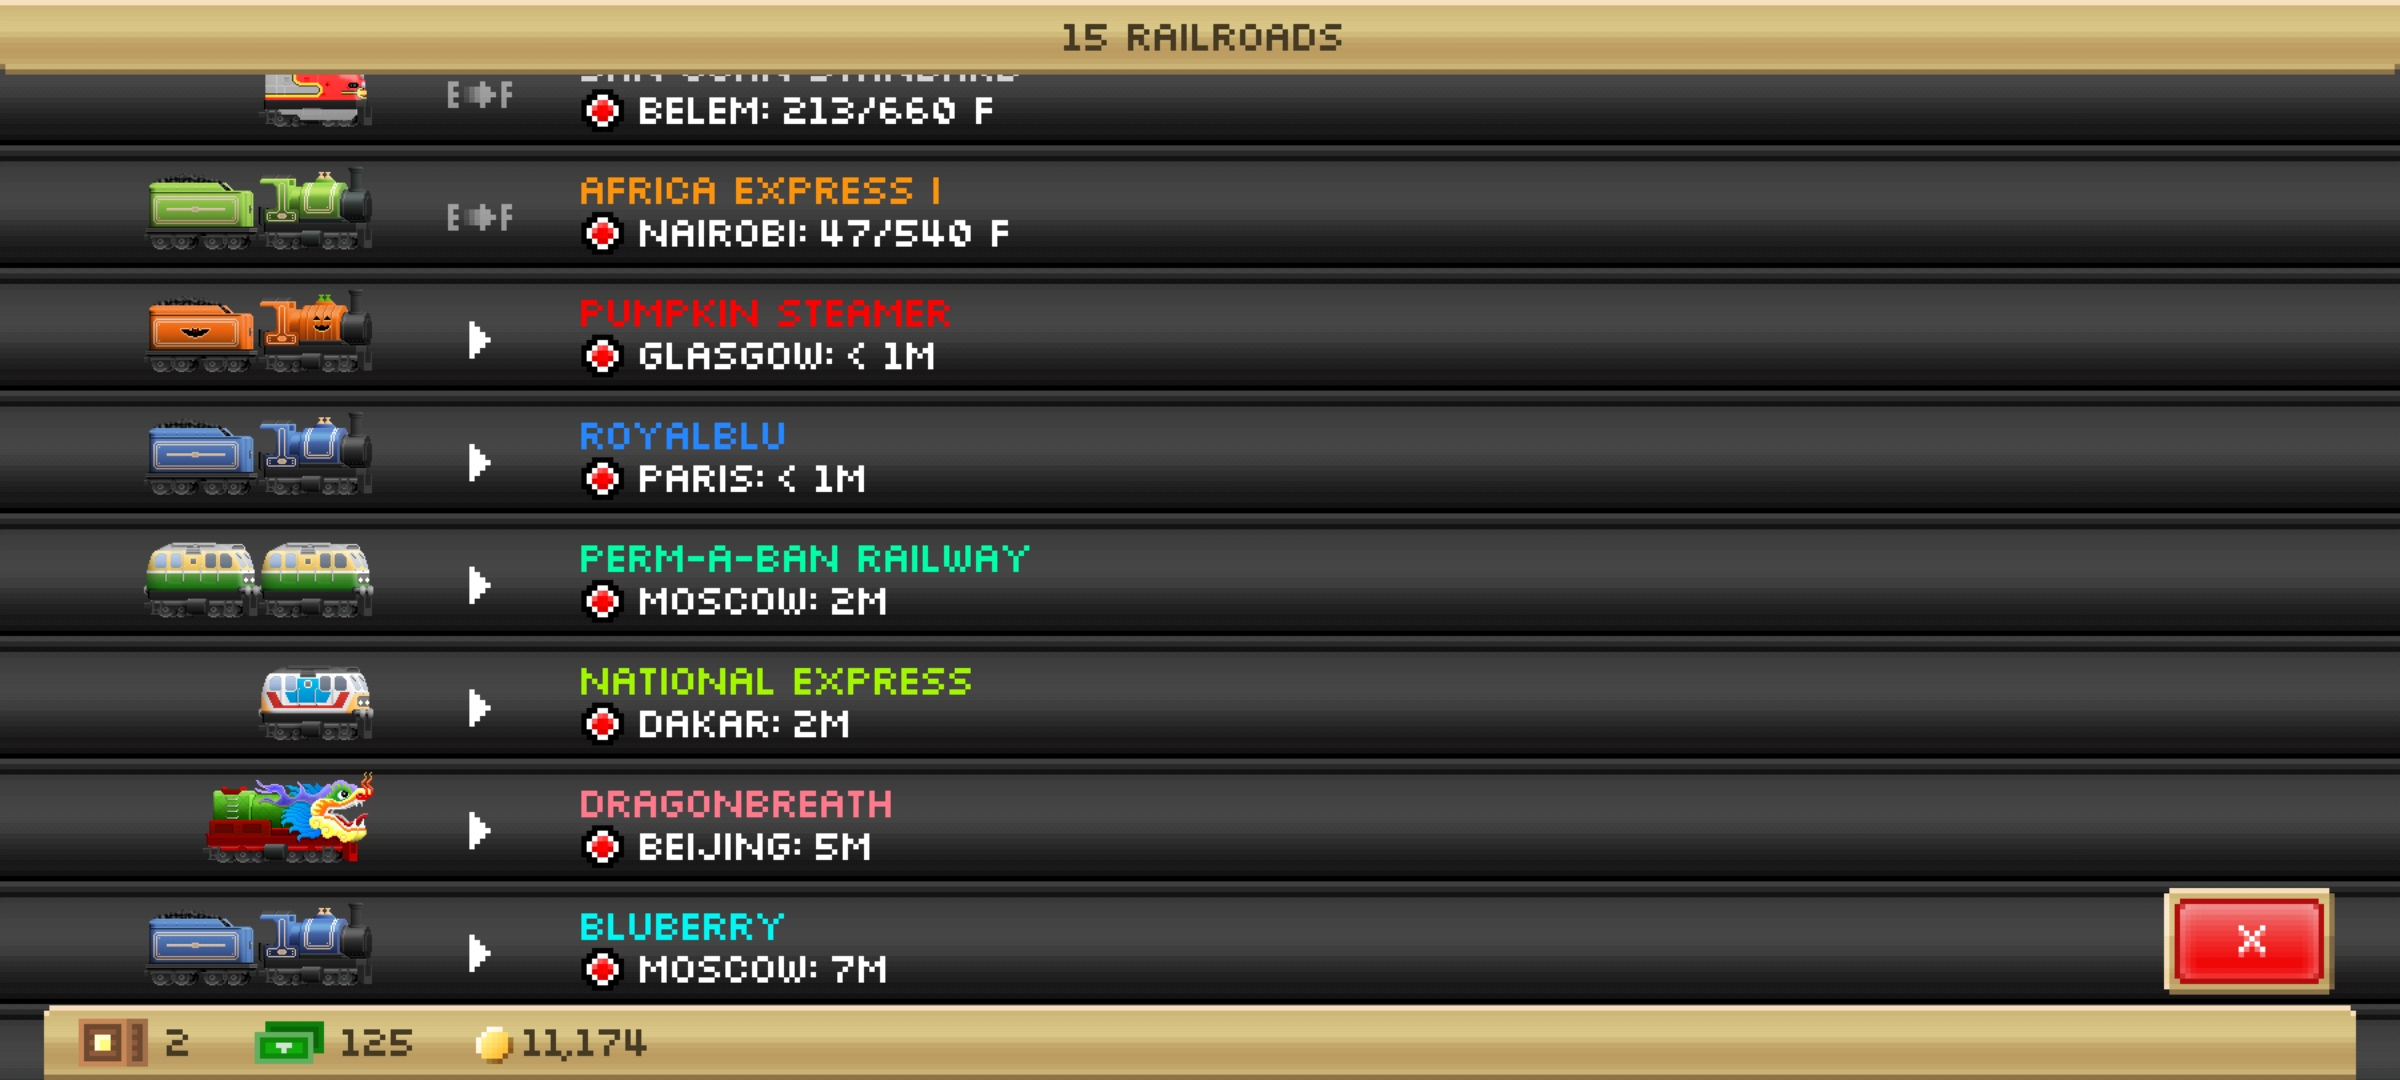 15 RAILROADS
E F
BELEM: 213/660 F
AFRICA EXPRESS I
E F
NAIROBI: 47/540 F
PUMPKIN STEAMER
GLASGOW: < 1M
ROYALBLU
PARIS: < 1M
PERM-A-BAN RAILWAY
MOSCOW: 2M
NATIONAL EXPRESS
DAKAR: 2M
DRAGONBREATH
BEIJING: 5M
BLUBERRY
MOSCOW: 7M
X
2 125 11,174